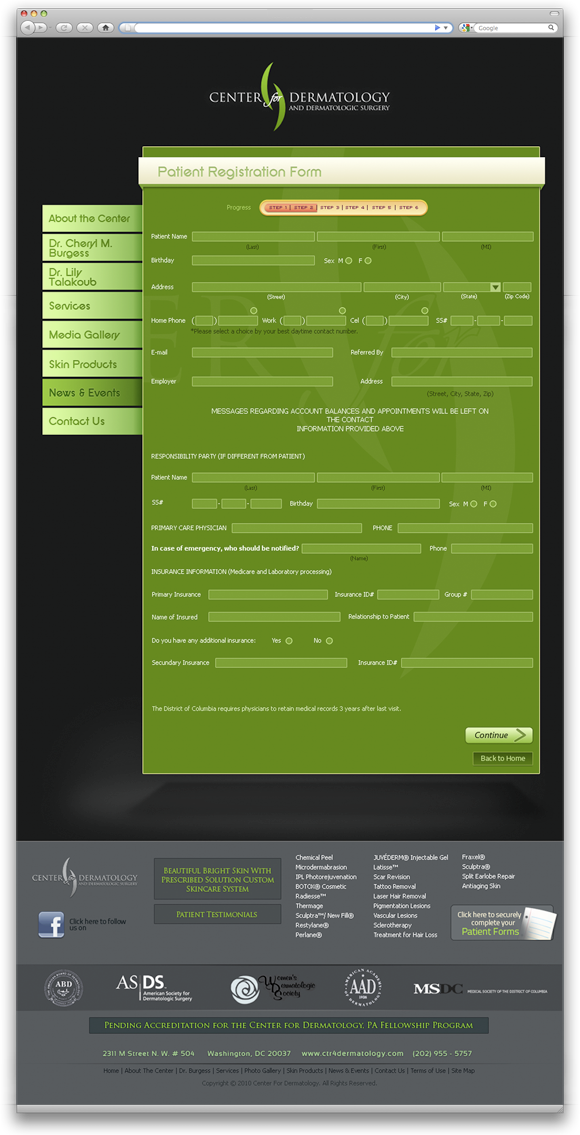 Google
CENTER for DERMATOLOGY
AND DERMATOLOGIC SURGERY
Patient Registration Form
Progress STEP 1 | STEP 2 STEP 3 | STEP 4 | STEP 5 | STEP 6
About the Center
Dr. Cheryl M.
Burgess
Dr. Lily
Talakoub
Services
Media Gallery
Skin Products
News & Events
Contact Us
Patient Name
(Last) (First) (MI)
Birthday Sex M F
Address
(Street) (City) (State) (Zip Code)
Home Phone ( ) Work ( ) Cel ( ) SS# - -
*Please select a choice by your best daytime contact number.
E-mail Referred By
Employer Address
(Street, City, State, Zip)
MESSAGES REGARDING ACCOUNT BALANCES AND APPOINTMENTS WILL BE LEFT ON
THE CONTACT
INFORMATION PROVIDED ABOVE
RESPONSIBILITY PARTY (IF DIFFERENT FROM PATIENT)
Patient Name
(Last) (First) (MI)
SS# - - Birthday Sex M F
PRIMARY CARE PHYSICIAN PHONE
In case of emergency, who should be notified? Phone
(Name)
INSURANCE INFORMATION (Medicare and Laboratory processing)
Primary Insurance Insurance ID# Group #
Name of Insured Relationship to Patient
Do you have any additional insurance: Yes No
Secundary Insurance Insurance ID#
The District of Columbia requires physicians to retain medical records 3 years after last visit.
Continue
Back to Home
CENTER for DERMATOLOGY
AND DERMATOLOGIC SURGERY
Click here to follow
us on
BEAUTIFUL BRIGHT SKIN WITH
PRESCRIBED SOLUTION CUSTOM
SKINCARE SYSTEM
PATIENT TESTIMONIALS
Chemical Peel
Microdermabrasion
IPL Photorejuvenation
BOTOX® Cosmetic
Radiesse™
Thermage
Sculptra™/ New Fill®
Restylane®
Perlane®
JUVÉDERM® Injectable Gel
Latisse™
Scar Revision
Tattoo Removal
Laser Hair Removal
Pigmentation Lesions
Vascular Lesions
Sclerotherapy
Treatment for Hair Loss
Fraxel®
Sculptra®
Split Earlobe Repair
Antiaging Skin
Click here to securely
complete your
Patient Forms
ABD
ASDS
American Society for
Dermatologic Surgery
Women's
Dermatologic
Society
AMERICAN ACADEMY
AAD
1938
MSDC MEDICAL SOCIETY OF THE DISTRICT OF COLUMBIA
PENDING ACCREDITATION FOR THE CENTER FOR DERMATOLOGY, PA FELLOWSHIP PROGRAM
2311 M Street N. W. # 504 Washington, DC 20037 www.ctr4dermatology.com (202) 955 - 5757
Home | About The Center | Dr. Burgess | Services | Photo Gallery | Skin Products | News & Events | Contact Us | Terms of Use | Site Map
Copyright © 2010 Center For Dermatology. All Rights Reserved.